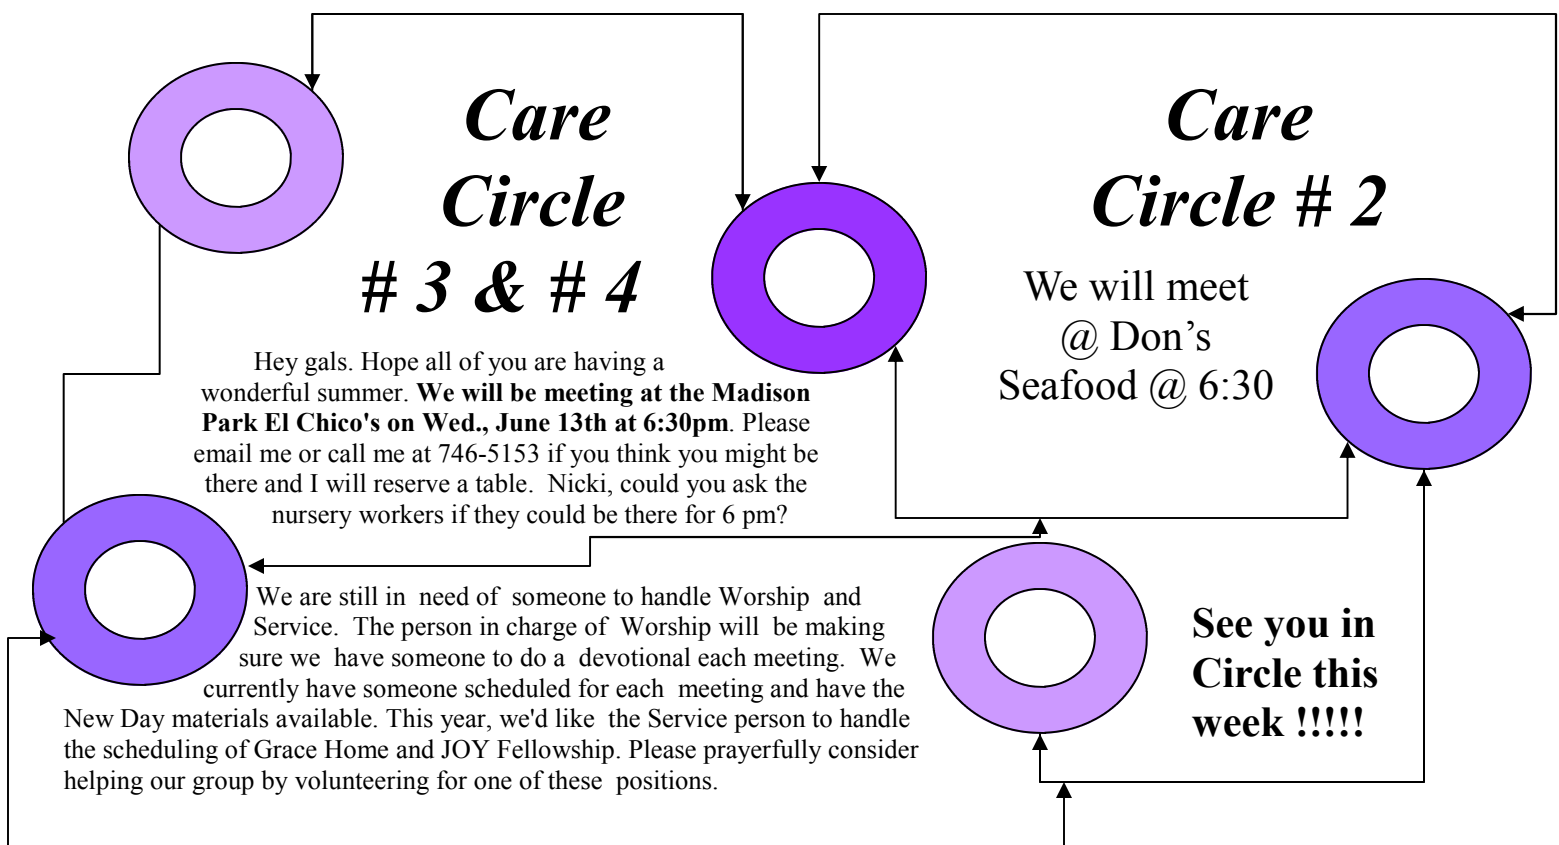 Care
Circle
# 3 & # 4
Hey gals. Hope all of you are having a
wonderful summer. We will be meeting at the Madison
Park El Chico's on Wed., June 13th at 6:30pm. Please
email me or call me at 746-5153 if you think you might be
there and I will reserve a table.  Nicki, could you ask the
nursery workers if they could be there for 6 pm?
We are still in  need of  someone to handle Worship  and
Service.  The person in charge of  Worship will  be making
sure we  have someone to do a  devotional each meeting.  We
currently have someone scheduled for each  meeting and have the
New Day materials available. This year, we'd like  the Service person to handle
the scheduling of Grace Home and JOY Fellowship. Please prayerfully consider
helping our group by volunteering for one of these  positions.
Care
Circle # 2
We will meet
@ Don’s
Seafood @ 6:30
See you in
Circle this
week !!!!!